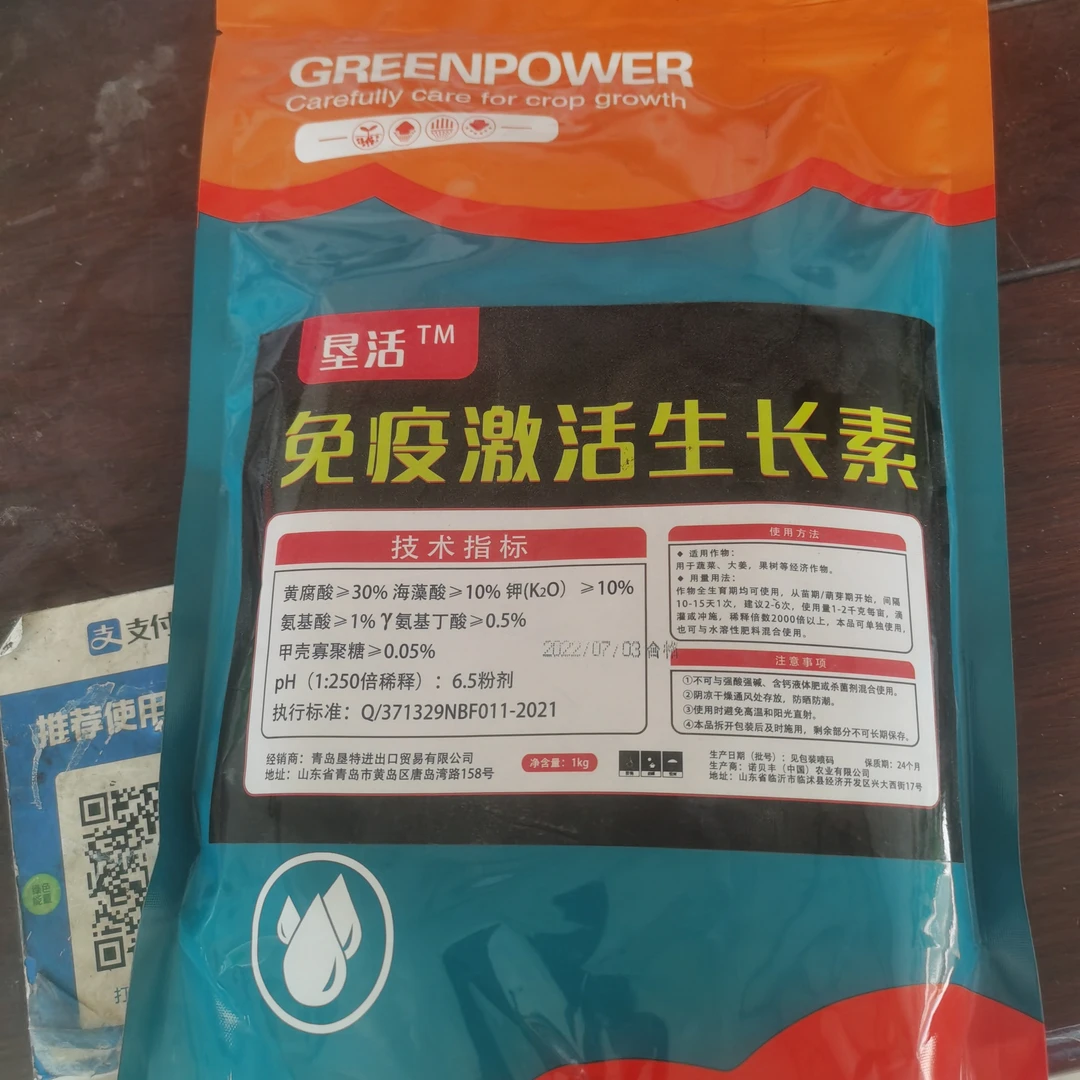 GREENPOWER
Carefully care for crop growth
垦活™
免疫激活生长素
技术指标
黄腐酸≥30% 海藻酸≥10% 钾(K₂O)≥10%
氨基酸≥1% γ氨基丁酸≥0.5%
甲壳寡聚糖≥0.05%
2022/07/03 合格
pH（1:250倍稀释）：6.5粉剂
执行标准：Q/371329NBF011-2021
使用方法
◆ 适用作物：
用于蔬菜、大姜，果树等经济作物。
◆ 用量用法：
作物全生育期均可使用，从苗期/萌芽期开始，间隔
10-15天1次，建议2-6次，使用量1-2千克每亩，滴
灌或冲施，稀释倍数2000倍以上，本品可单独使用，
也可与水溶性肥料混合使用。
注意事项
①不可与强酸强碱、含钙液体肥或杀菌剂混合使用。
②阴凉干燥通风处存放，防晒防潮。
③使用时避免高温和阳光直射。
④本品拆开包装后及时施用，剩余部分不可长期保存。
经销商：青岛垦特进出口贸易有限公司
地址：山东省青岛市黄岛区唐岛湾路158号
净含量：1kg
生产日期（批号）：见包装喷码 保质期：24个月
生产商：诺贝丰（中国）农业有限公司
地址：山东省临沂市临沭县经济开发区兴大西街17号
支 支付
推荐使用
绿色
能量
打